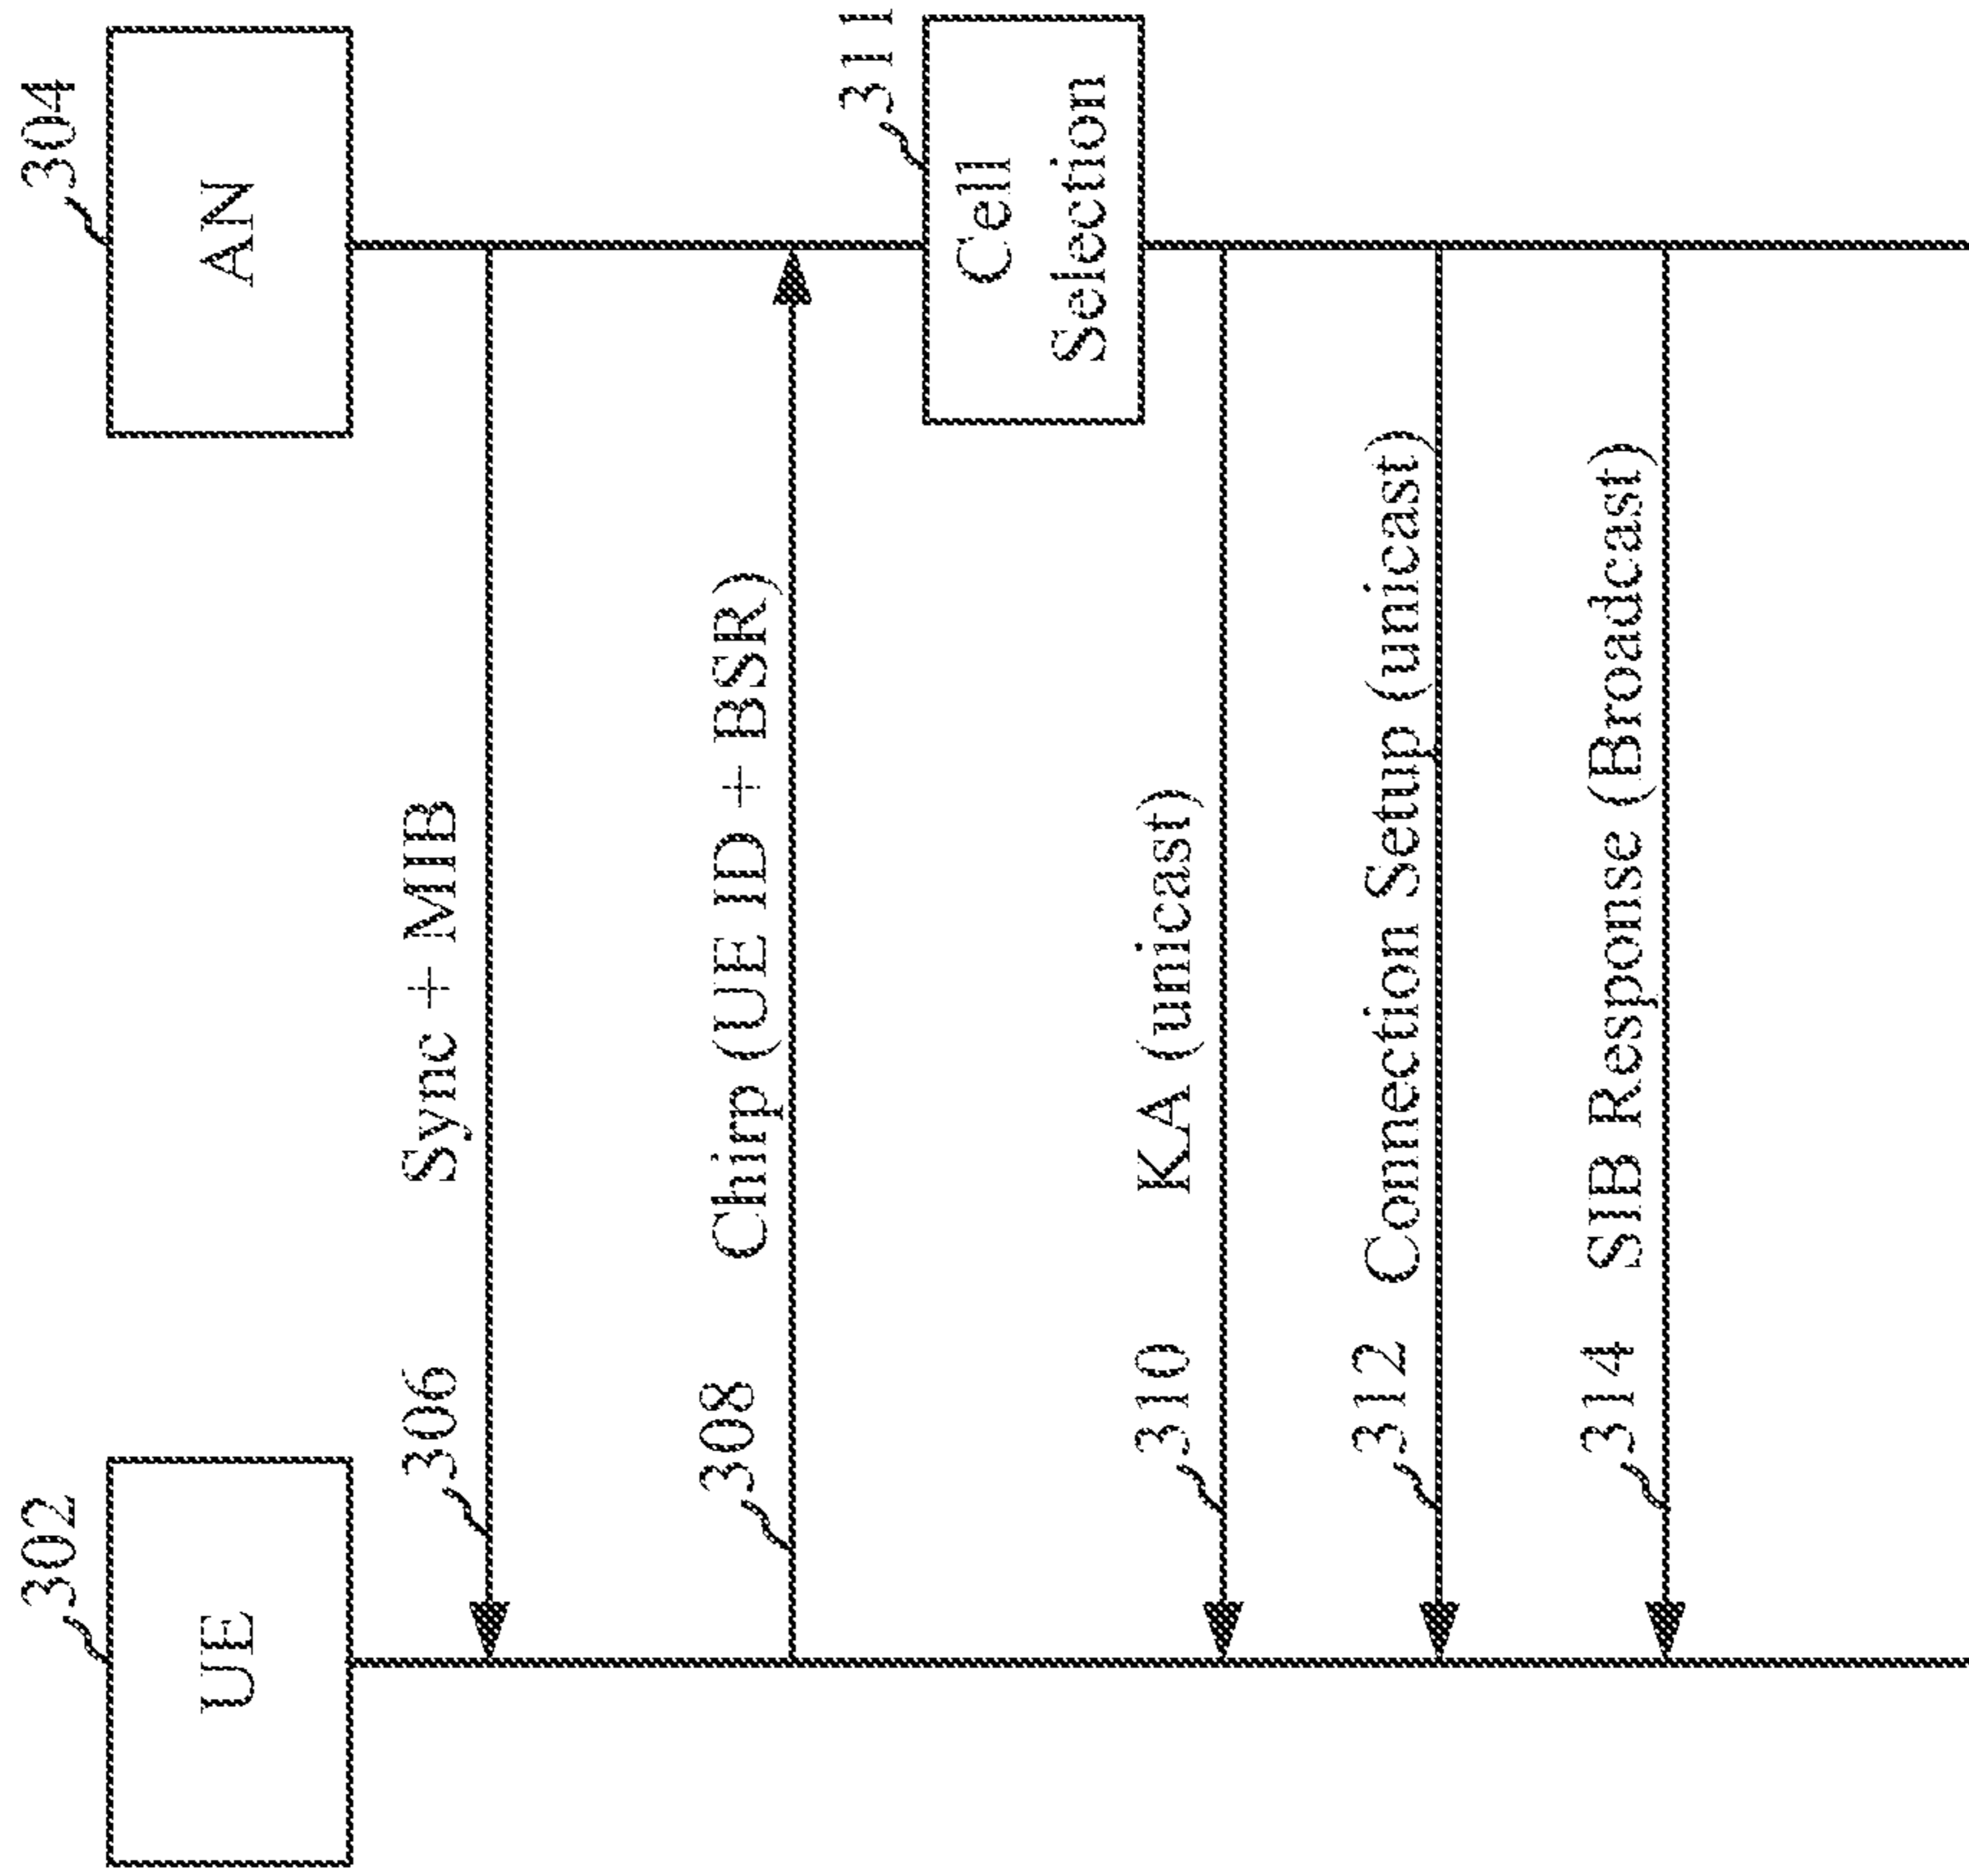 302
304
UE
AN
306
Sync + MIB
308
Chirp (UE ID + BSR)
311
Cell
Selection
310
KA (unicast)
312
Connection Setup (unicast)
314
SIB Response (Broadcast)